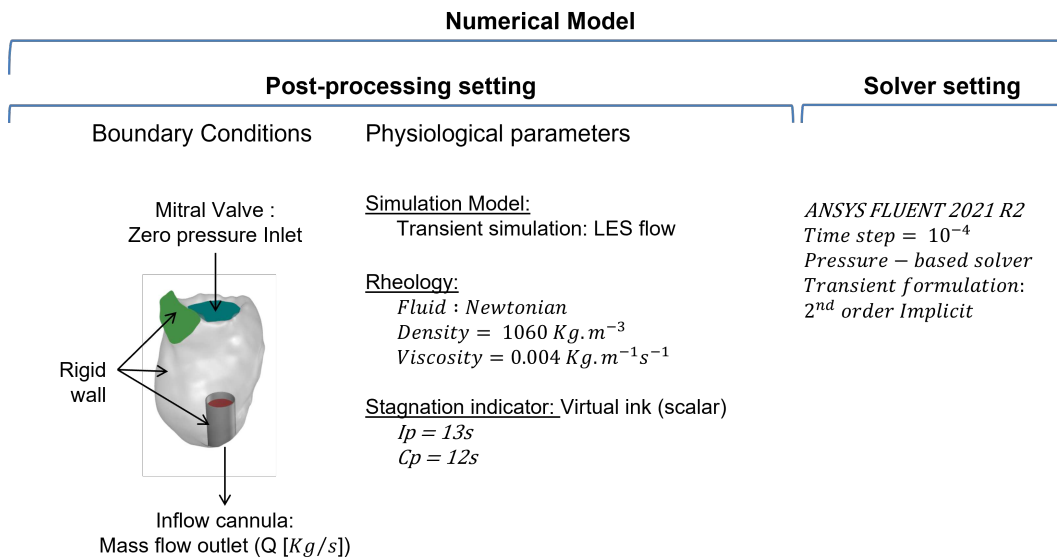 Numerical Model
Post-processing setting
Solver setting
Boundary Conditions
Physiological parameters
Mitral Valve :
Zero pressure Inlet
Rigid
wall
Inflow cannula:
Mass flow outlet (Q [Kg/s])
Simulation Model:
Transient simulation: LES flow
Rheology:
Fluid : Newtonian
Density = 1060 Kg.m⁻³
Viscosity = 0.004 Kg.m⁻¹s⁻¹
Stagnation indicator: Virtual ink (scalar)
Ip = 13s
Cp = 12s
ANSYS FLUENT 2021 R2
Time step = 10⁻⁴
Pressure − based solver
Transient formulation:
2ⁿᵈ order Implicit